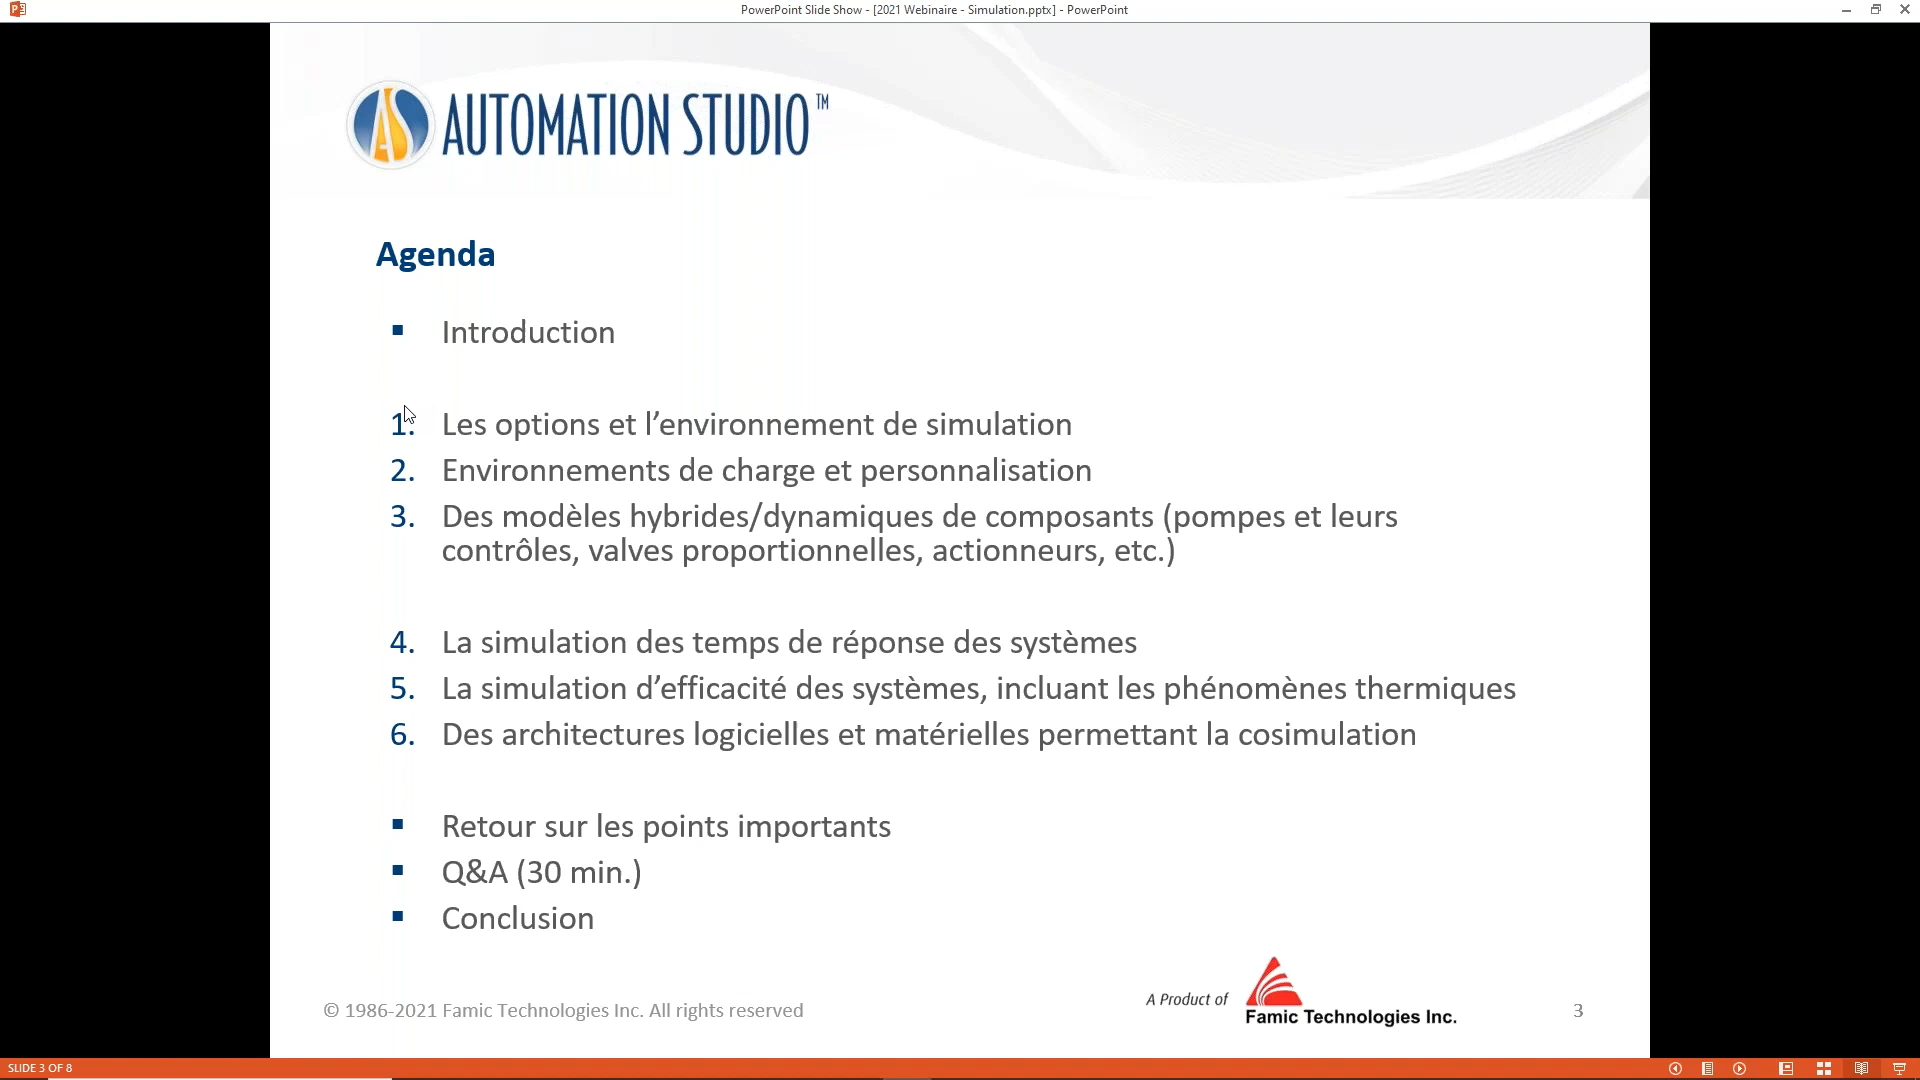 PowerPoint Slide Show - [2021 Webinaire - Simulation.pptx] - PowerPoint
AS AUTOMATION STUDIO™
Agenda
▪ Introduction
1. Les options et l’environnement de simulation
2. Environnements de charge et personnalisation
3. Des modèles hybrides/dynamiques de composants (pompes et leurs
contrôles, valves proportionnelles, actionneurs, etc.)
4. La simulation des temps de réponse des systèmes
5. La simulation d’efficacité des systèmes, incluant les phénomènes thermiques
6. Des architectures logicielles et matérielles permettant la cosimulation
▪ Retour sur les points importants
▪ Q&A (30 min.)
▪ Conclusion
© 1986-2021 Famic Technologies Inc. All rights reserved
A Product of
Famic Technologies Inc.
3
SLIDE 3 OF 8